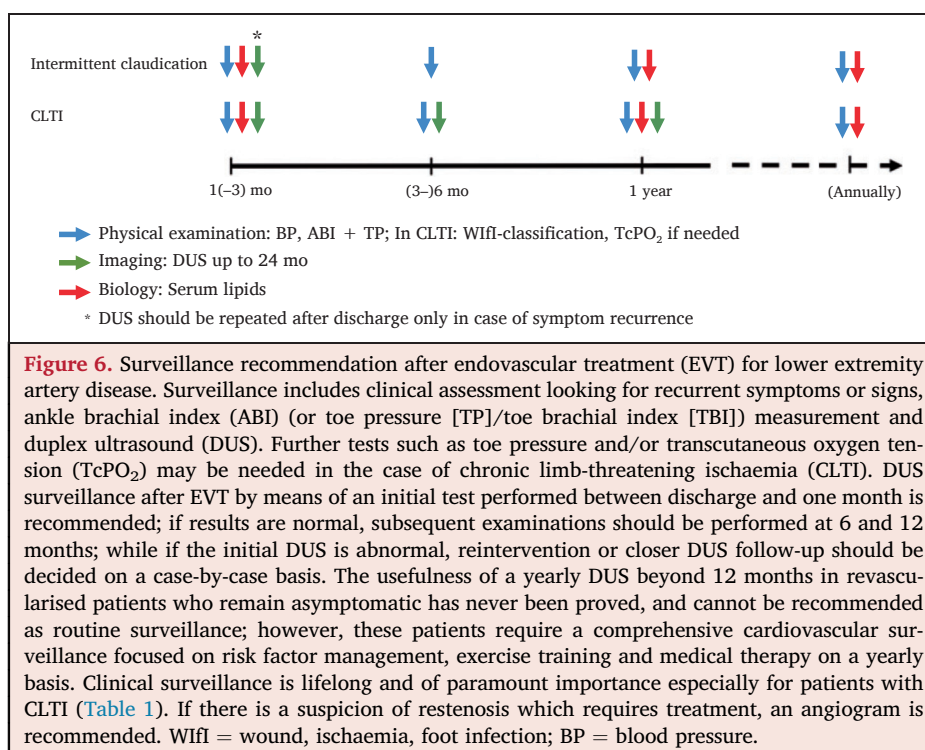 *
Intermittent claudication
CLTI
1(–3) mo
(3–)6 mo
1 year
(Annually)
Physical examination: BP, ABI + TP; In CLTI: WIfI-classification, TcPO₂ if needed
Imaging: DUS up to 24 mo
Biology: Serum lipids
* DUS should be repeated after discharge only in case of symptom recurrence
Figure 6. Surveillance recommendation after endovascular treatment (EVT) for lower extremity
artery disease. Surveillance includes clinical assessment looking for recurrent symptoms or signs,
ankle brachial index (ABI) (or toe pressure [TP]/toe brachial index [TBI]) measurement and
duplex ultrasound (DUS). Further tests such as toe pressure and/or transcutaneous oxygen ten-
sion (TcPO₂) may be needed in the case of chronic limb-threatening ischaemia (CLTI). DUS
surveillance after EVT by means of an initial test performed between discharge and one month is
recommended; if results are normal, subsequent examinations should be performed at 6 and 12
months; while if the initial DUS is abnormal, reintervention or closer DUS follow-up should be
decided on a case-by-case basis. The usefulness of a yearly DUS beyond 12 months in revascu-
larised patients who remain asymptomatic has never been proved, and cannot be recommended
as routine surveillance; however, these patients require a comprehensive cardiovascular sur-
veillance focused on risk factor management, exercise training and medical therapy on a yearly
basis. Clinical surveillance is lifelong and of paramount importance especially for patients with
CLTI (Table 1). If there is a suspicion of restenosis which requires treatment, an angiogram is
recommended. WIfI = wound, ischaemia, foot infection; BP = blood pressure.